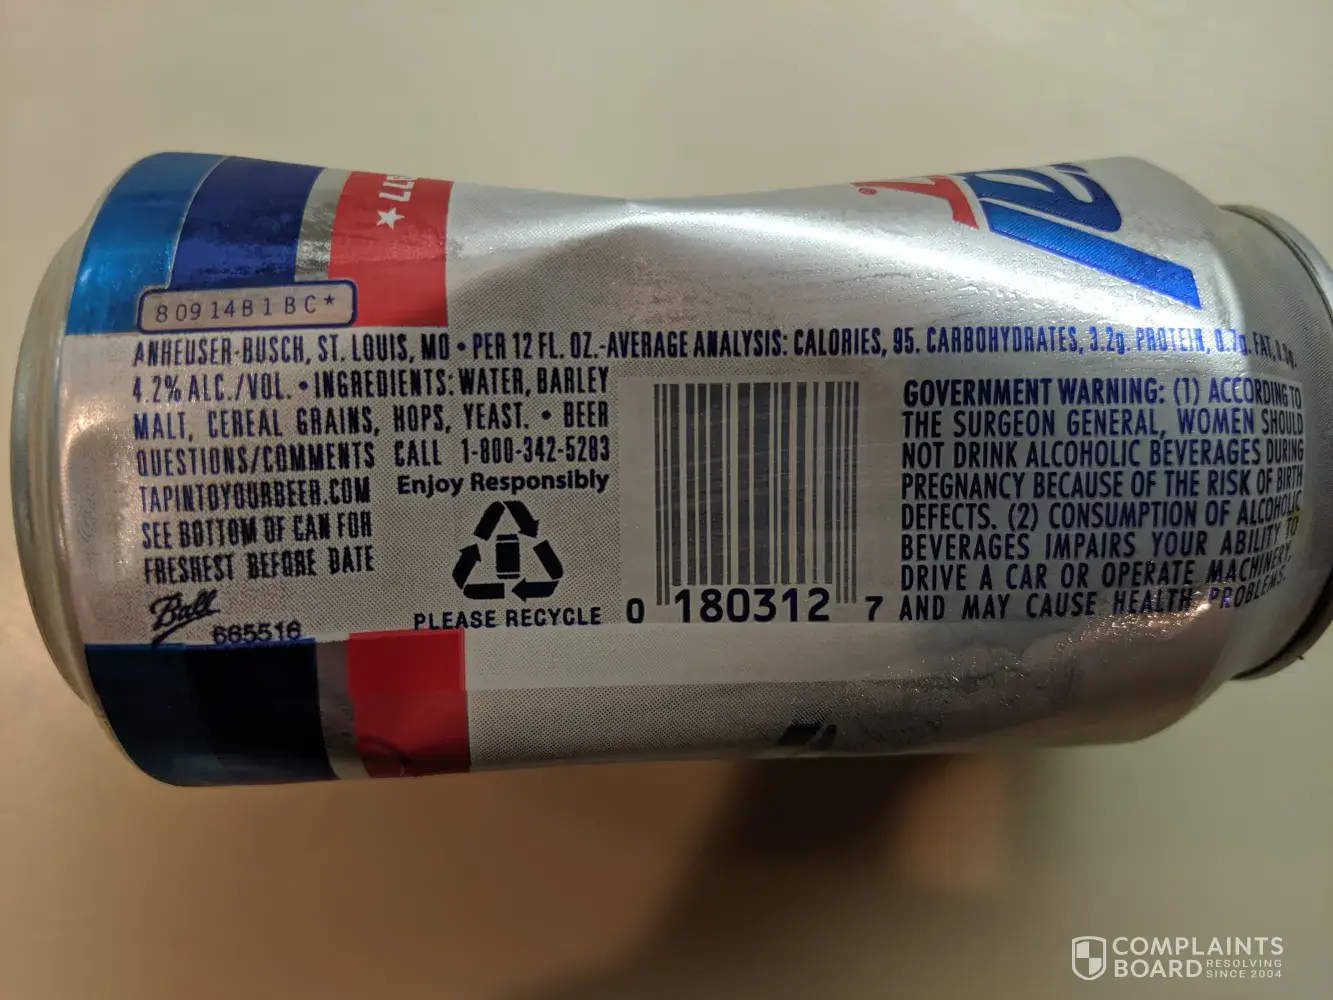 77
®
80914B1BC*
ANHEUSER-BUSCH, ST. LOUIS, MO • PER 12 FL. OZ.-AVERAGE ANALYSIS: CALORIES, 95. CARBOHYDRATES, 3.2g. PROTEIN, 0.7g. FAT,
4.2% ALC./VOL. • INGREDIENTS: WATER, BARLEY
MALT, CEREAL GRAINS, HOPS, YEAST. • BEER
QUESTIONS/COMMENTS CALL 1-800-342-5283
TAPINTOYOURBEER.COM
SEE BOTTOM OF CAN FOR
FRESHEST BEFORE DATE
Enjoy Responsibly
Ball
665516
PLEASE RECYCLE
0 180312 7
GOVERNMENT WARNING: (1) ACCORDING TO
THE SURGEON GENERAL, WOMEN SHOULD
NOT DRINK ALCOHOLIC BEVERAGES DURING
PREGNANCY BECAUSE OF THE RISK OF BIRTH
DEFECTS. (2) CONSUMPTION OF ALCOHOLIC
BEVERAGES IMPAIRS YOUR ABILITY TO
DRIVE A CAR OR OPERATE MACHINERY,
AND MAY CAUSE HEALTH PROBLEMS.
COMPLAINTS
BOARD RESOLVING
SINCE 2004